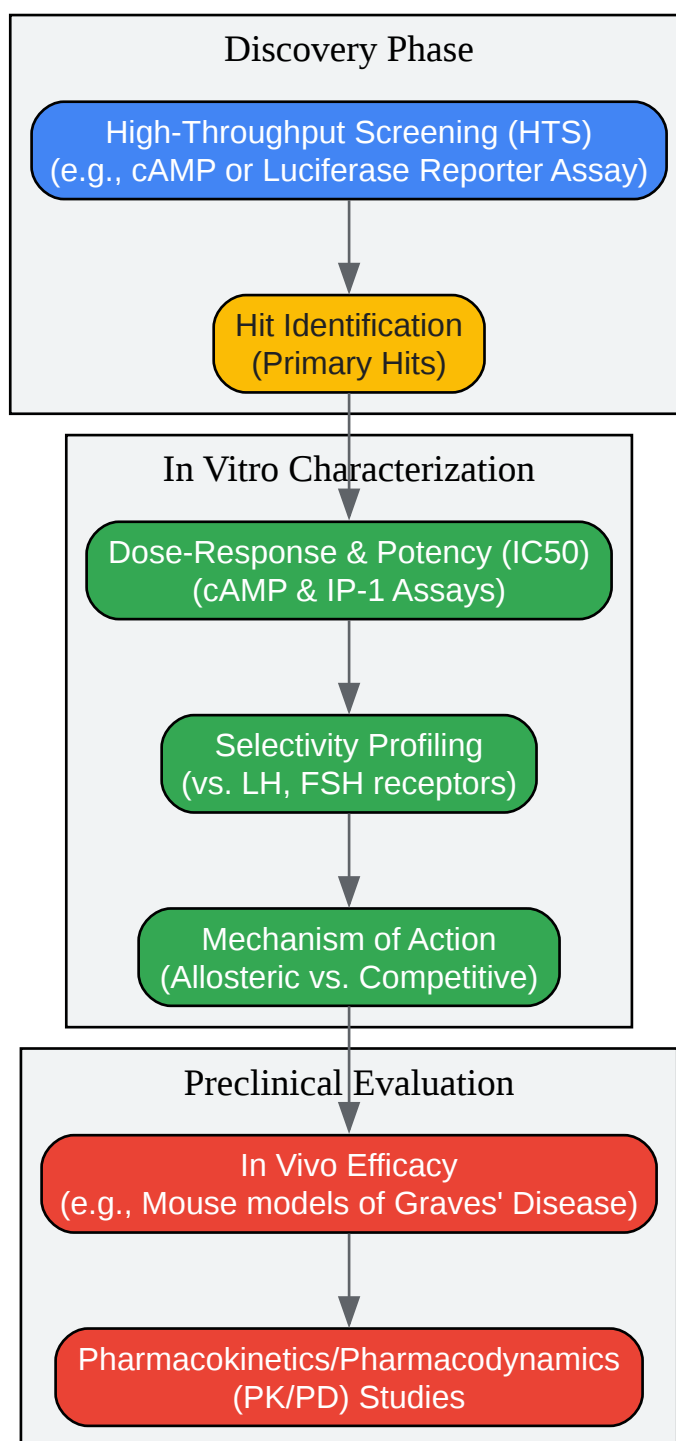 Discovery Phase
High-Throughput Screening (HTS)
(e.g., cAMP or Luciferase Reporter Assay)
Hit Identification
(Primary Hits)
In Vitro Characterization
Dose-Response & Potency (IC50)
(cAMP & IP-1 Assays)
Selectivity Profiling
(vs. LH, FSH receptors)
Mechanism of Action
(Allosteric vs. Competitive)
Preclinical Evaluation
In Vivo Efficacy
(e.g., Mouse models of Graves' Disease)
Pharmacokinetics/Pharmacodynamics
(PK/PD) Studies